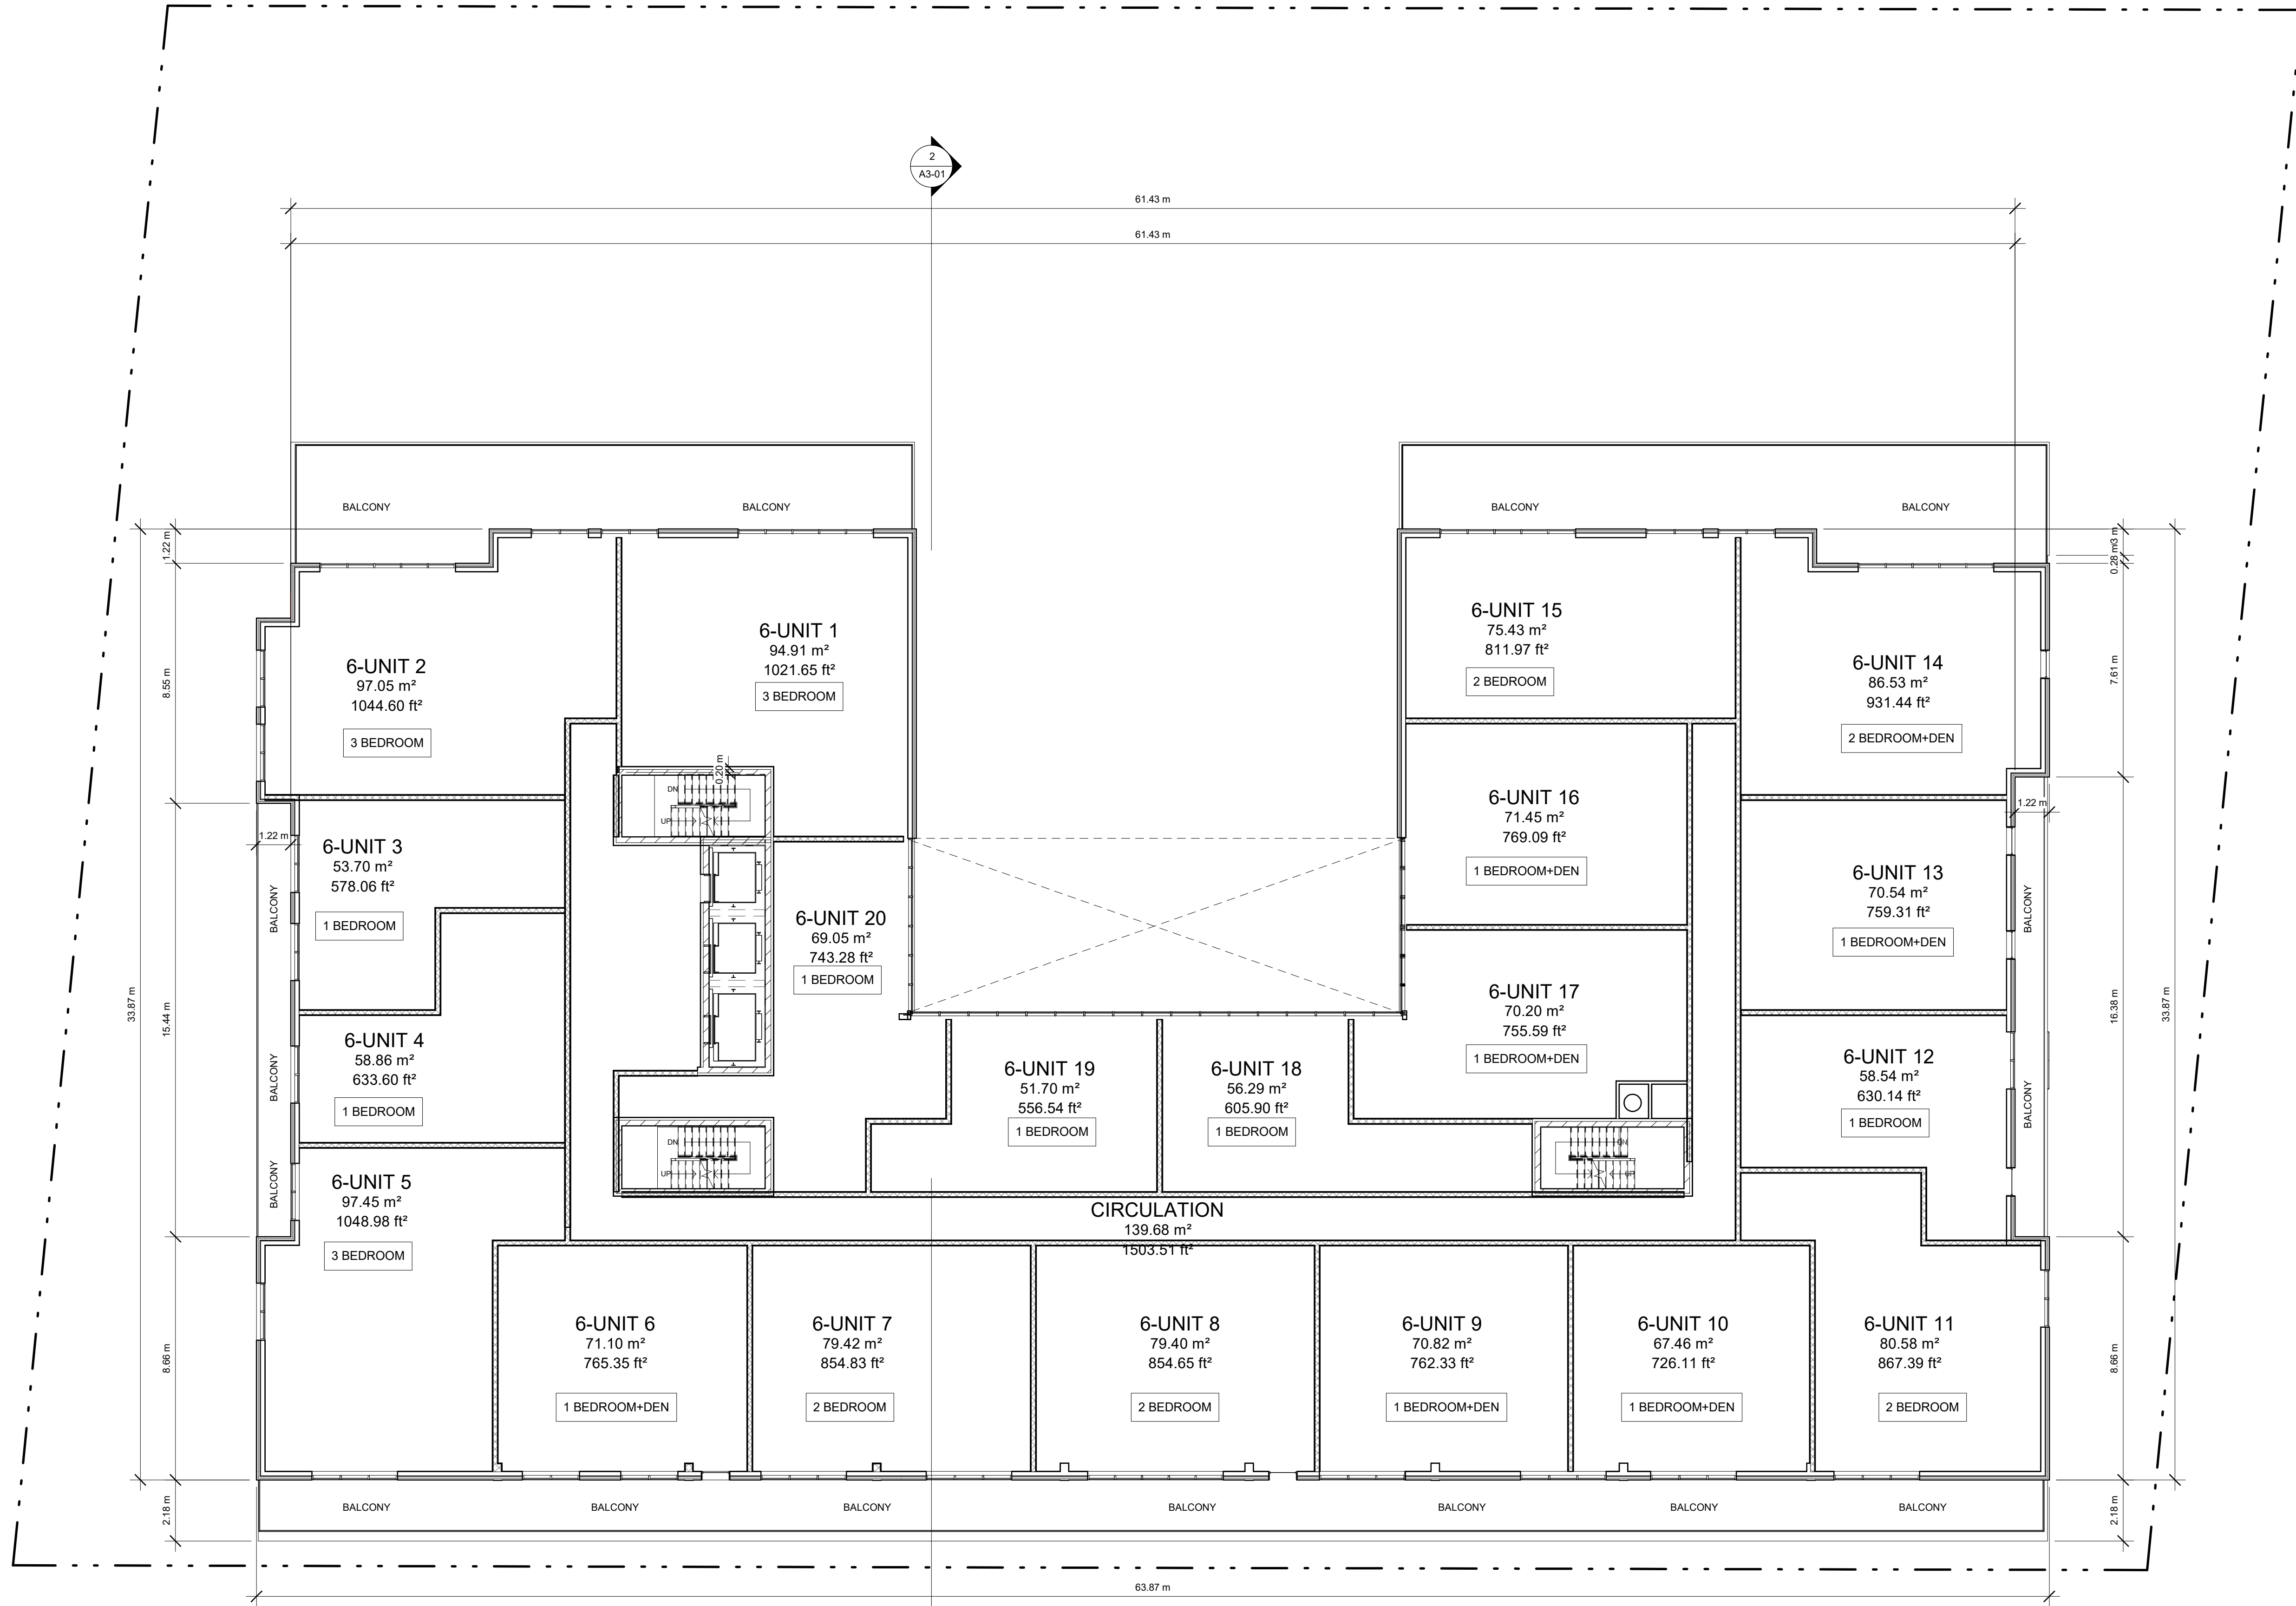 2
A3-01
61.43 m
61.43 m
BALCONY
BALCONY
BALCONY
BALCONY
1.22 m
8.55 m
33.87 m
15.44 m
8.66 m
2.18 m
1.22 m
0.28 m
7.61 m
16.38 m
33.87 m
8.66 m
2.18 m
1.22 m
6-UNIT 2
97.05 m²
1044.60 ft²
3 BEDROOM
6-UNIT 1
94.91 m²
1021.65 ft²
3 BEDROOM
6-UNIT 15
75.43 m²
811.97 ft²
2 BEDROOM
6-UNIT 14
86.53 m²
931.44 ft²
2 BEDROOM+DEN
0.20 m
DN
UP
6-UNIT 3
53.70 m²
578.06 ft²
1 BEDROOM
BALCONY
6-UNIT 20
69.05 m²
743.28 ft²
1 BEDROOM
6-UNIT 16
71.45 m²
769.09 ft²
1 BEDROOM+DEN
6-UNIT 13
70.54 m²
759.31 ft²
1 BEDROOM+DEN
BALCONY
6-UNIT 4
58.86 m²
633.60 ft²
1 BEDROOM
BALCONY
6-UNIT 19
51.70 m²
556.54 ft²
1 BEDROOM
6-UNIT 18
56.29 m²
605.90 ft²
1 BEDROOM
6-UNIT 17
70.20 m²
755.59 ft²
1 BEDROOM+DEN
6-UNIT 12
58.54 m²
630.14 ft²
1 BEDROOM
BALCONY
DN
UP
DN
UP
6-UNIT 5
97.45 m²
1048.98 ft²
3 BEDROOM
BALCONY
CIRCULATION
139.68 m²
1503.51 ft²
6-UNIT 6
71.10 m²
765.35 ft²
1 BEDROOM+DEN
6-UNIT 7
79.42 m²
854.83 ft²
2 BEDROOM
6-UNIT 8
79.40 m²
854.65 ft²
2 BEDROOM
6-UNIT 9
70.82 m²
762.33 ft²
1 BEDROOM+DEN
6-UNIT 10
67.46 m²
726.11 ft²
1 BEDROOM+DEN
6-UNIT 11
80.58 m²
867.39 ft²
2 BEDROOM
BALCONY
BALCONY
BALCONY
BALCONY
BALCONY
BALCONY
BALCONY
63.87 m